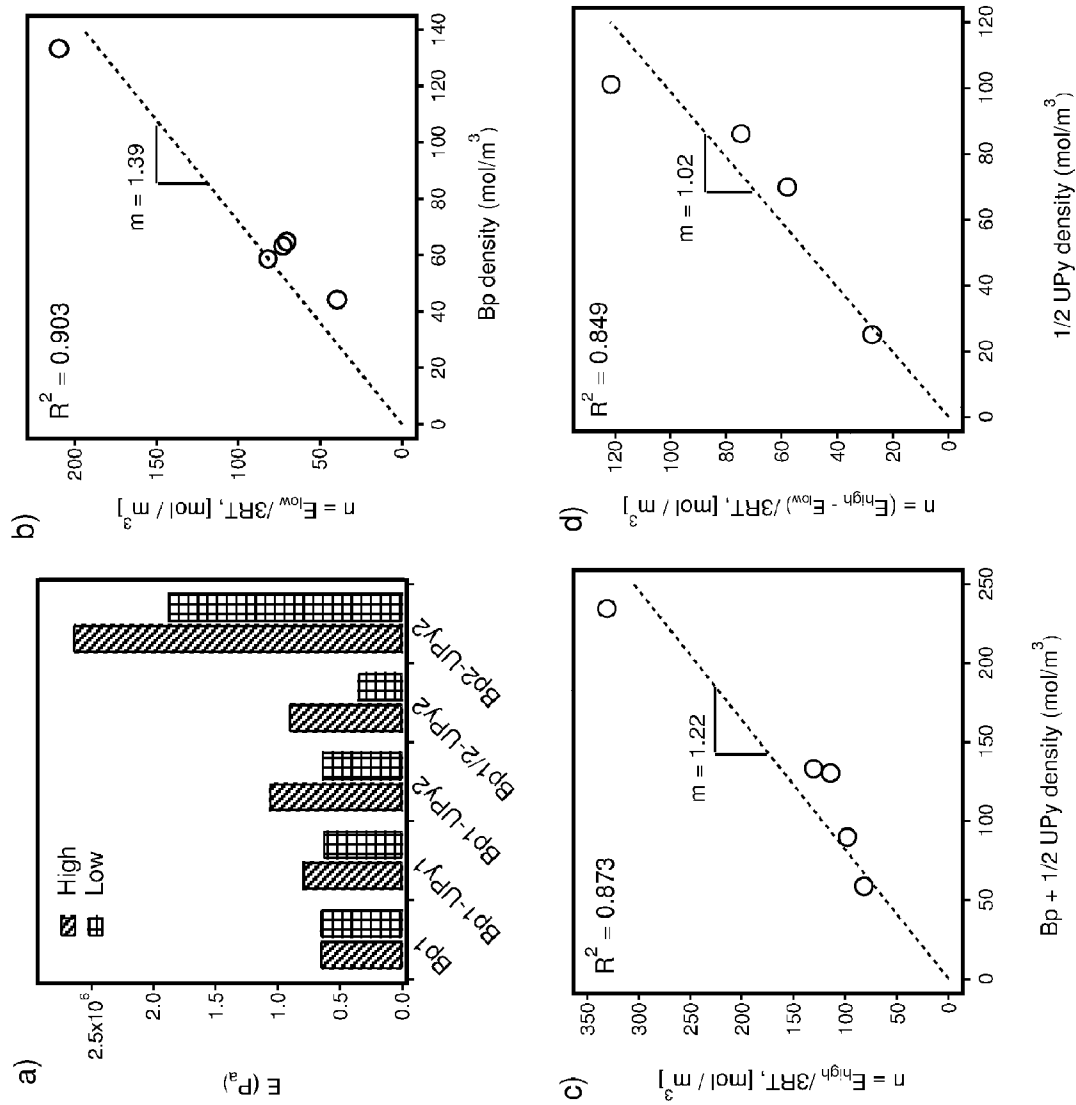 a)
E (Pa)
2.5x10^6
2.0
1.5
1.0
0.5
0.0
High
Low
Bp1
Bp1-UPy1
Bp1-UPy2
Bp1/2-UPy2
Bp2-UPy2
b)
n = E_low/3RT, [mol / m^3]
200
150
100
50
0
R^2 = 0.903
m = 1.39
0 20 40 60 80 100 120 140
Bp density (mol/m^3)
c)
n = E_high/3RT, [mol / m^3]
350
300
250
200
150
100
50
0
R^2 = 0.873
m = 1.22
0 50 100 150 200 250
Bp + 1/2 UPy density (mol/m^3)
d)
n = (E_high - E_low)/3RT, [mol / m^3]
120
100
80
60
40
20
0
R^2 = 0.849
m = 1.02
0 20 40 60 80 100 120
1/2 UPy density (mol/m^3)